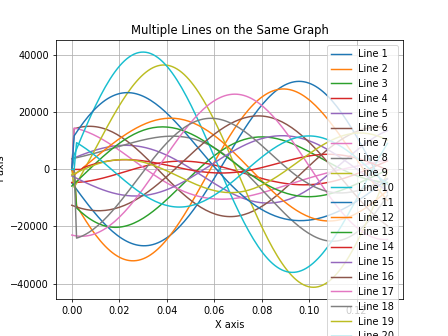 Multiple Lines on the Same Graph
40000
20000
0
−20000
−40000
0.00
0.02
0.04
0.06
0.08
0.10
X axis
axis
Line 1
Line 2
Line 3
Line 4
Line 5
Line 6
Line 7
Line 8
Line 9
Line 10
Line 11
Line 12
Line 13
Line 14
Line 15
Line 16
Line 17
Line 18
Line 19
Line 20